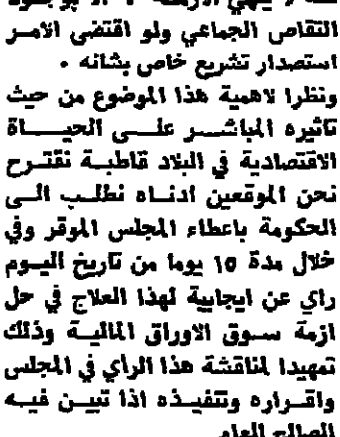 التقاص الجماعي ولو اقتضى الامر
استصدار تشريع خاص بشانه .
ونظرا لاهمية هذا الموضوع من حيث
تاثيره المباشر على الحياة
الاقتصادية في البلاد قاطبة نقترح
نحن الموقعين ادناه نطلب الى
الحكومة باعطاء المجلس الموقر وفي
خلال مدة ١٥ يوما من تاريخ اليوم
راي عن ايجابية لهذا العلاج في حل
ازمة سوق الاوراق المالية وذلك
تمهيدا لمناقشة هذا الرأي في المجلس
واقراره وتنفيذه اذا تبين فيه
الصالح العام